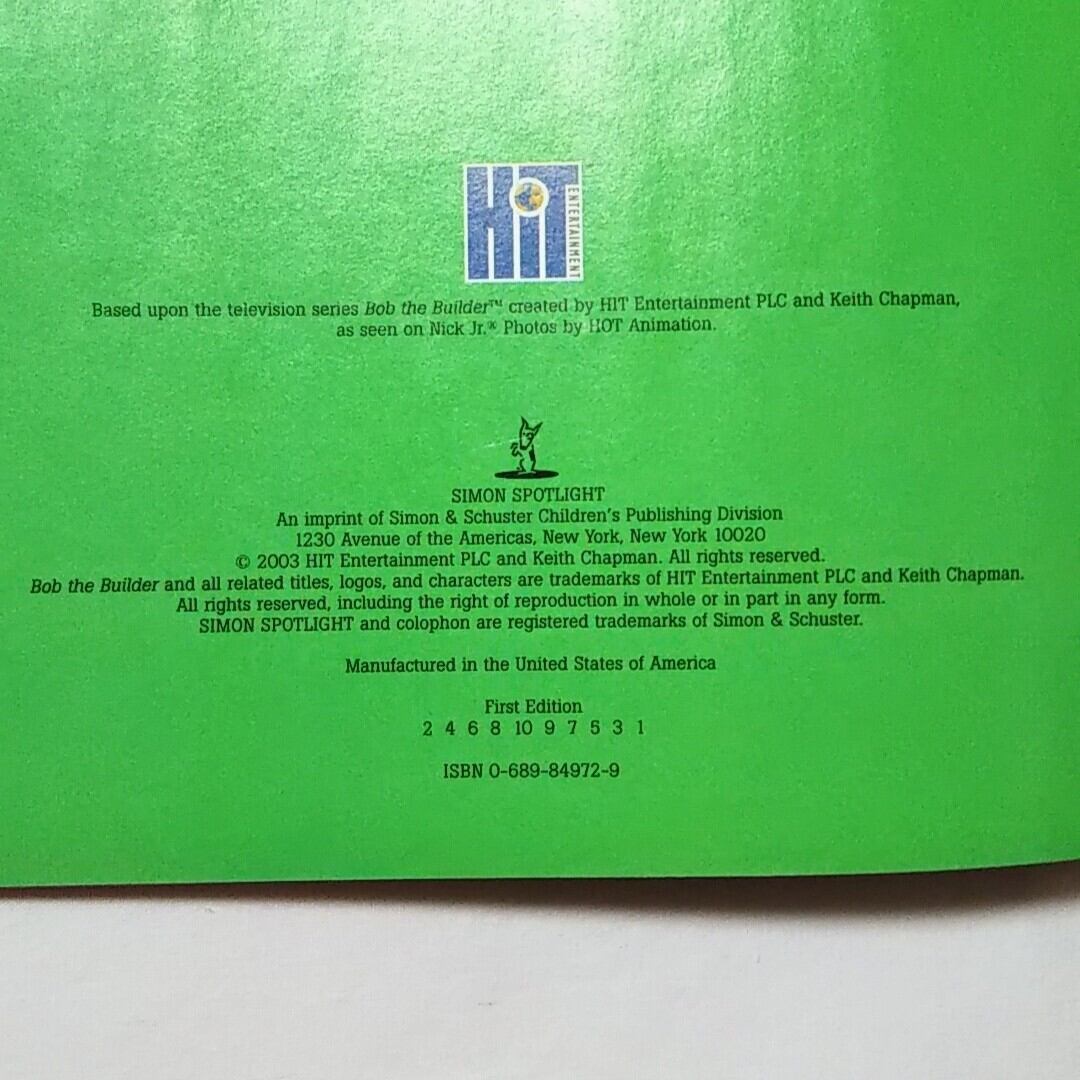 HiT
ENTERTAINMENT
Based upon the television series Bob the Builder™ created by HIT Entertainment PLC and Keith Chapman,
as seen on Nick Jr.® Photos by HOT Animation.
SIMON SPOTLIGHT
An imprint of Simon & Schuster Children's Publishing Division
1230 Avenue of the Americas, New York, New York 10020
© 2003 HIT Entertainment PLC and Keith Chapman. All rights reserved.
Bob the Builder and all related titles, logos, and characters are trademarks of HIT Entertainment PLC and Keith Chapman.
All rights reserved, including the right of reproduction in whole or in part in any form.
SIMON SPOTLIGHT and colophon are registered trademarks of Simon & Schuster.
Manufactured in the United States of America
First Edition
2 4 6 8 10 9 7 5 3 1
ISBN 0-689-84972-9